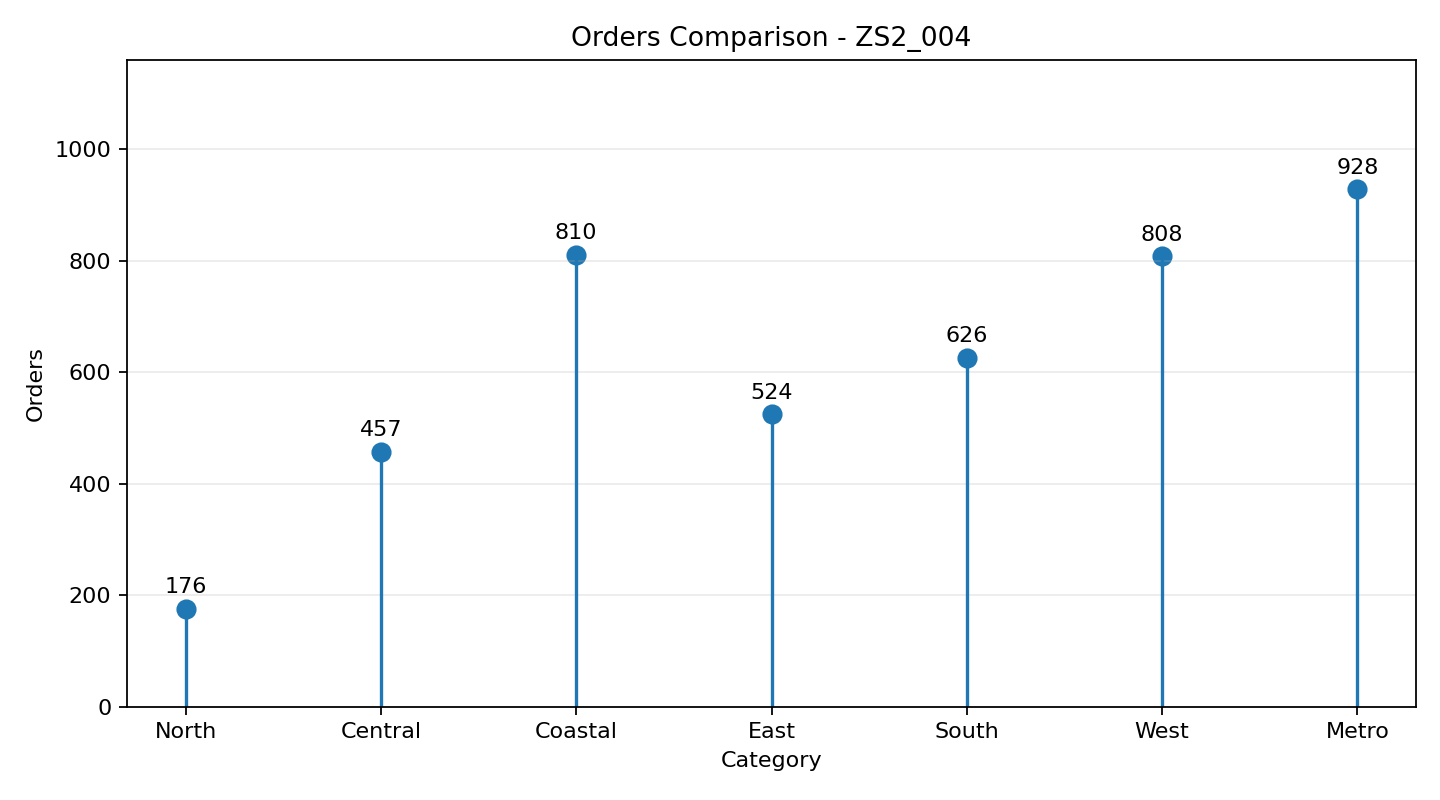 Orders Comparison - ZS2_004
Orders
1000
800
600
400
200
0
176
457
810
524
626
808
928
North
Central
Coastal
East
South
West
Metro
Category